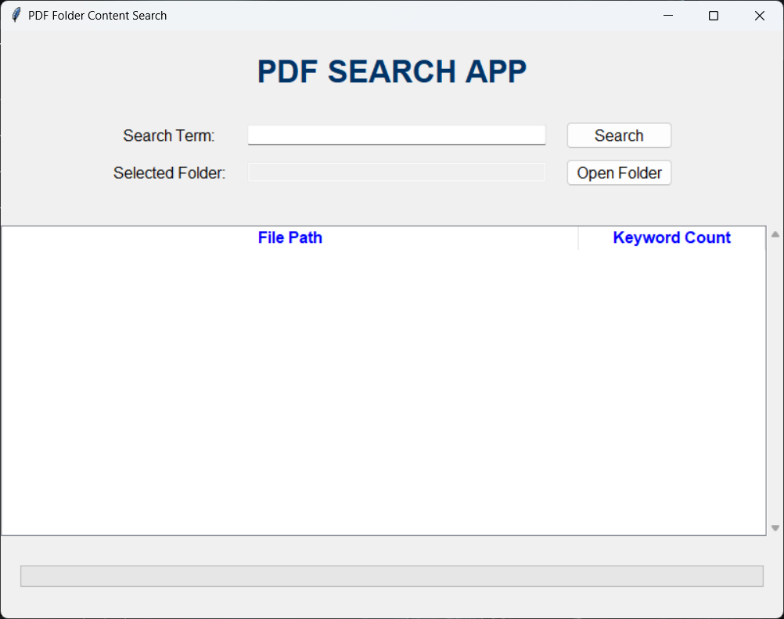 PDF Folder Content Search
PDF SEARCH APP
Search Term: Search
Selected Folder: Open Folder
File Path Keyword Count